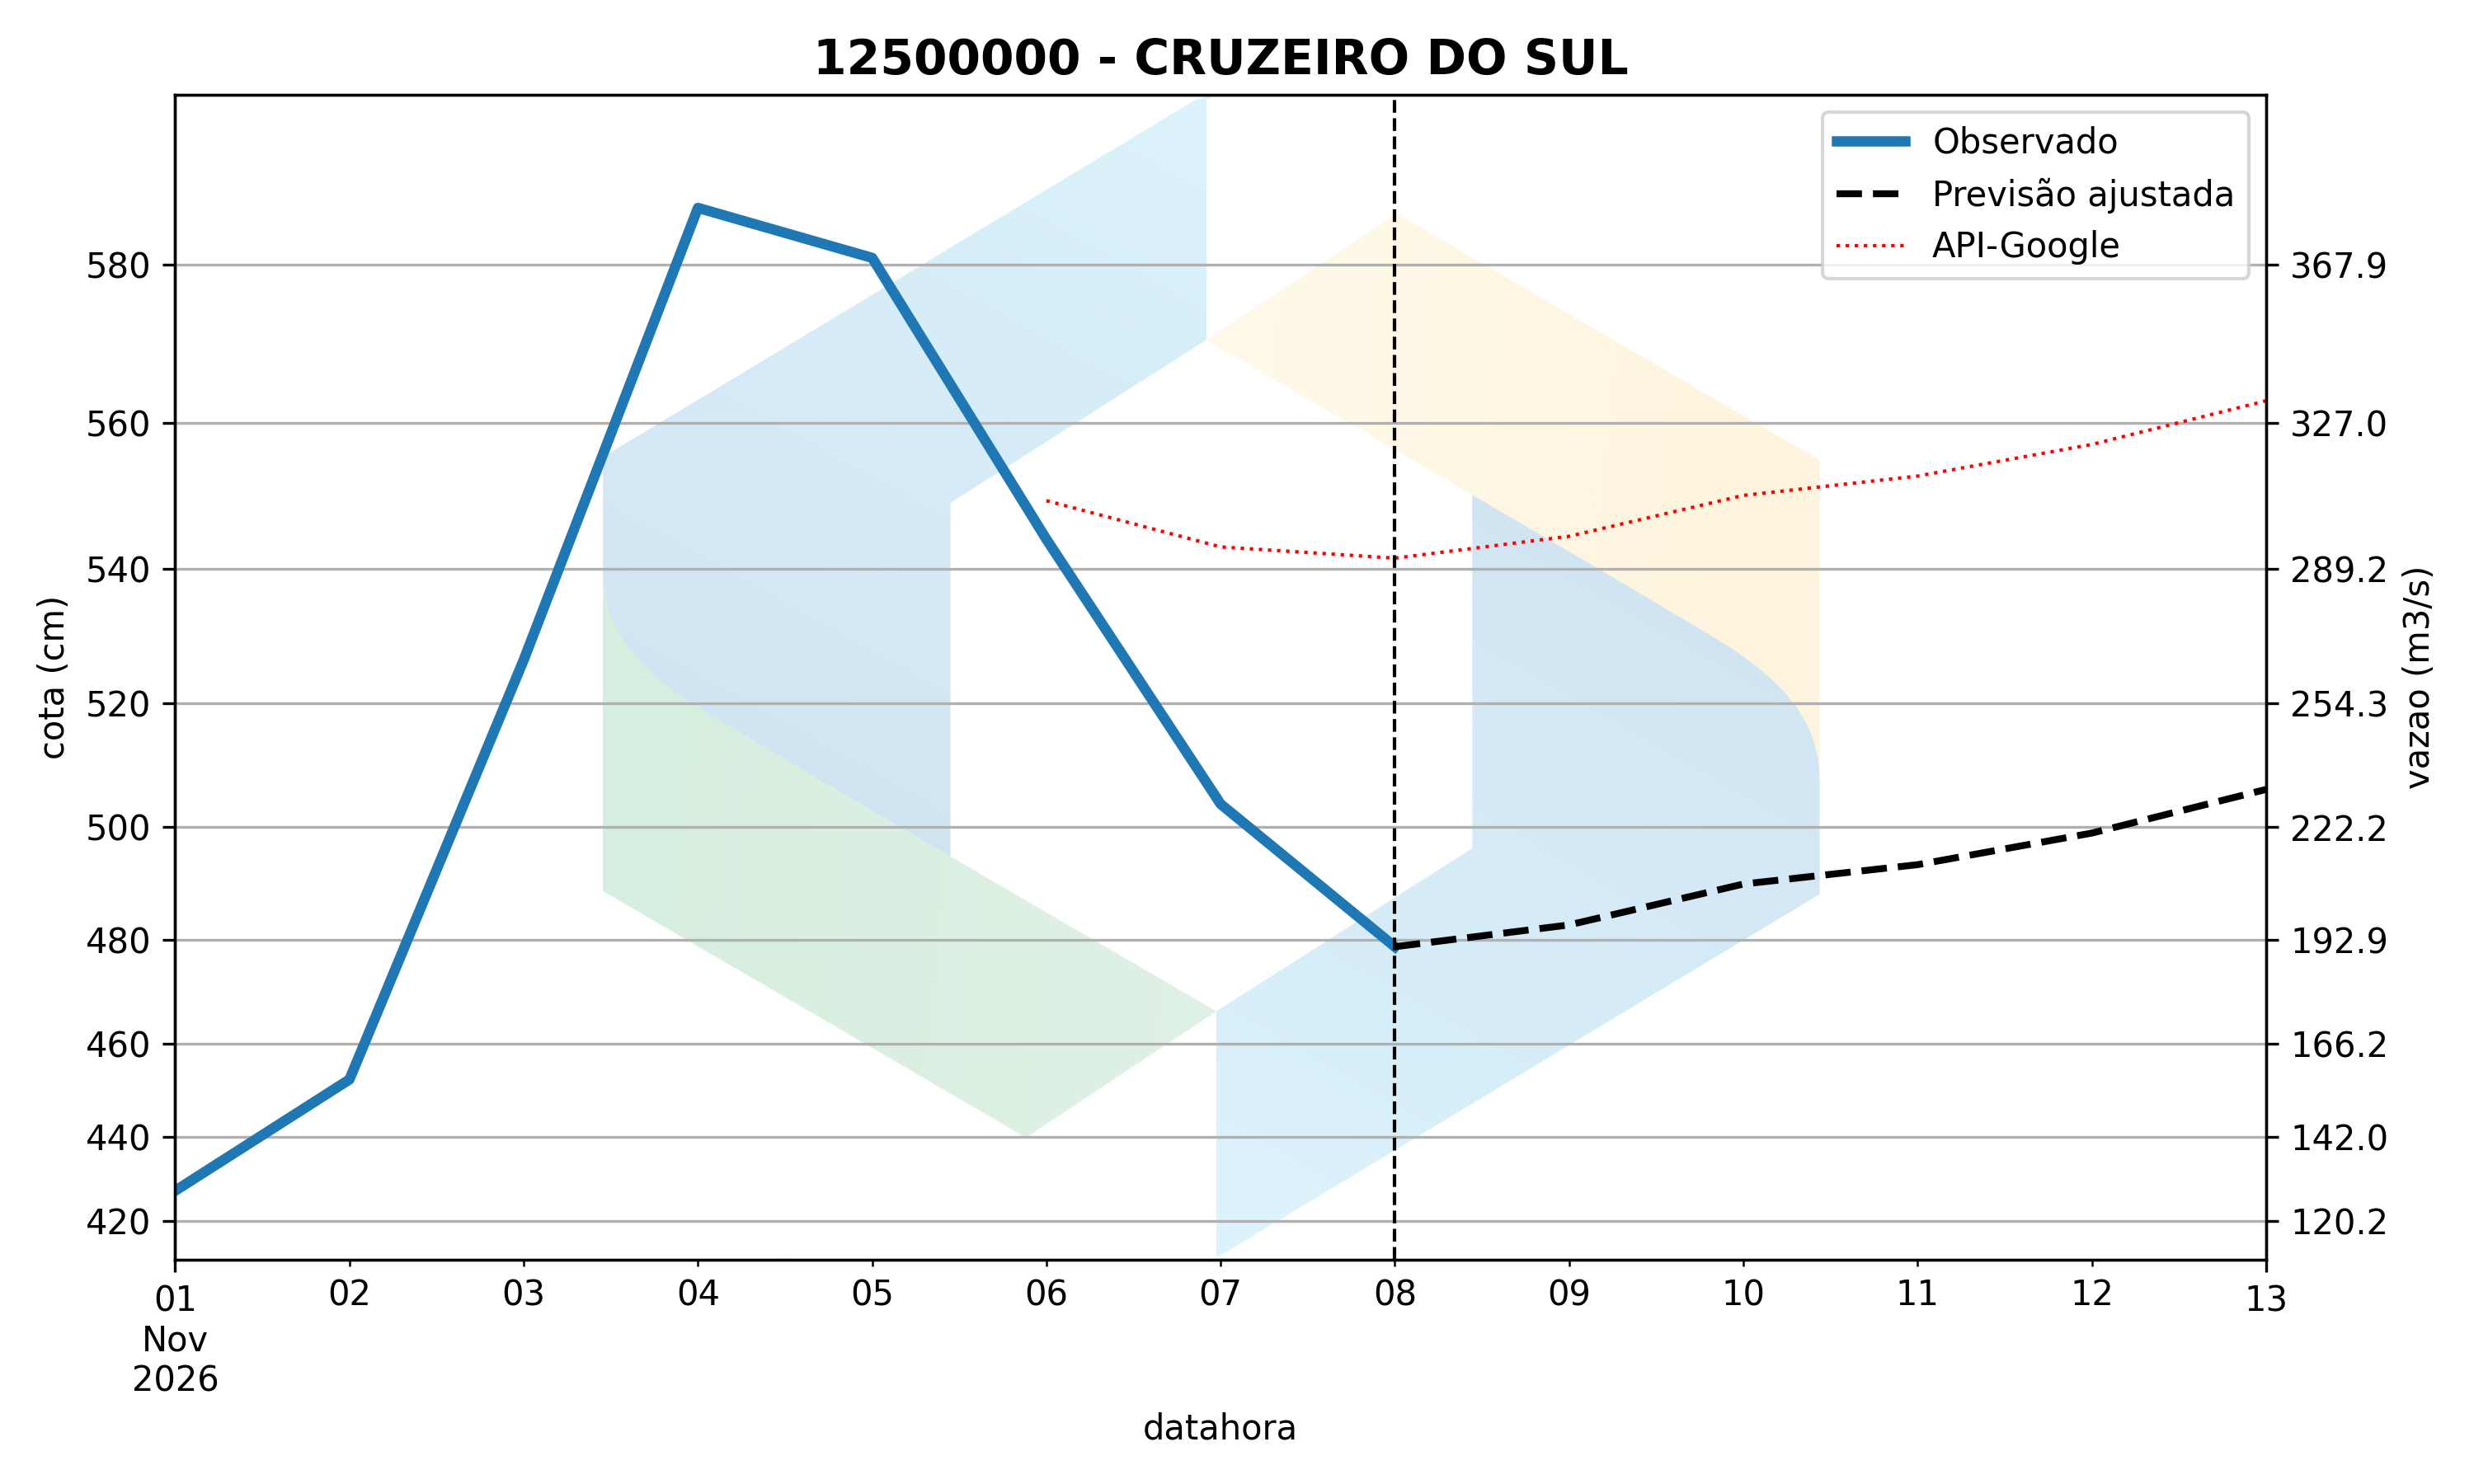 12500000 - CRUZEIRO DO SUL
Observado
Previsão ajustada
API-Google
cota (cm)
580
560
540
520
500
480
460
440
420
367.9
327.0
289.2
254.3
222.2
192.9
166.2
142.0
120.2
vazao (m3/s)
01 02 03 04 05 06 07 08 09 10 11 12 13
Nov
2026
datahora